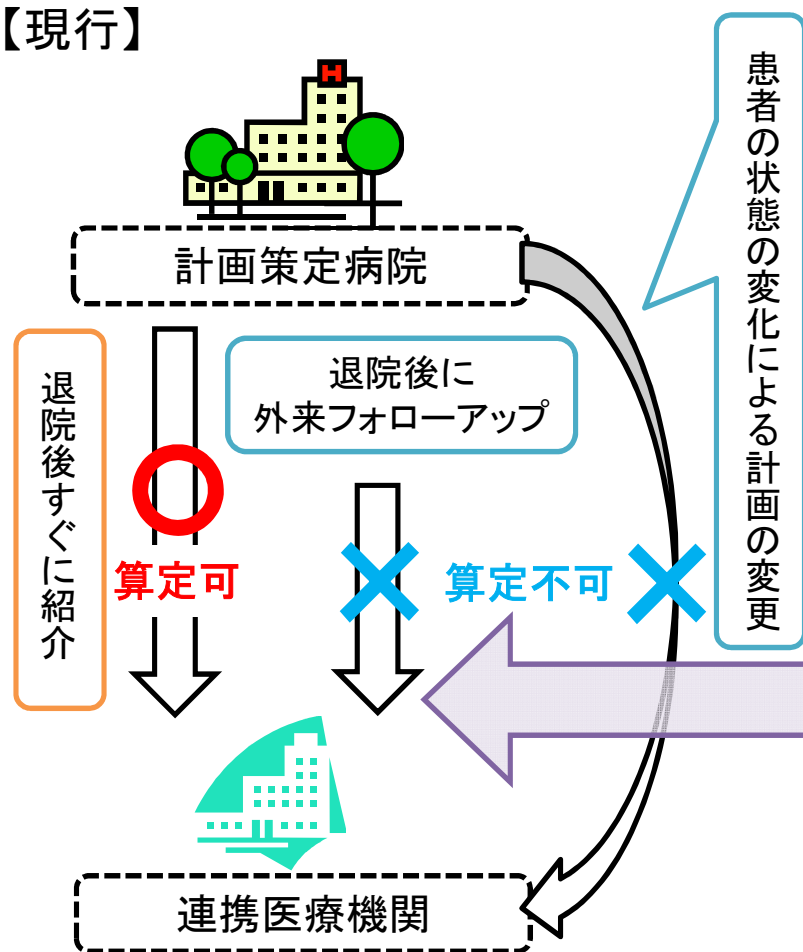 【現行】
H
計画策定病院
退院後すぐに紹介
退院後に
外来フォローアップ
患者の状態の変化による計画の変更
算定可
算定不可
連携医療機関